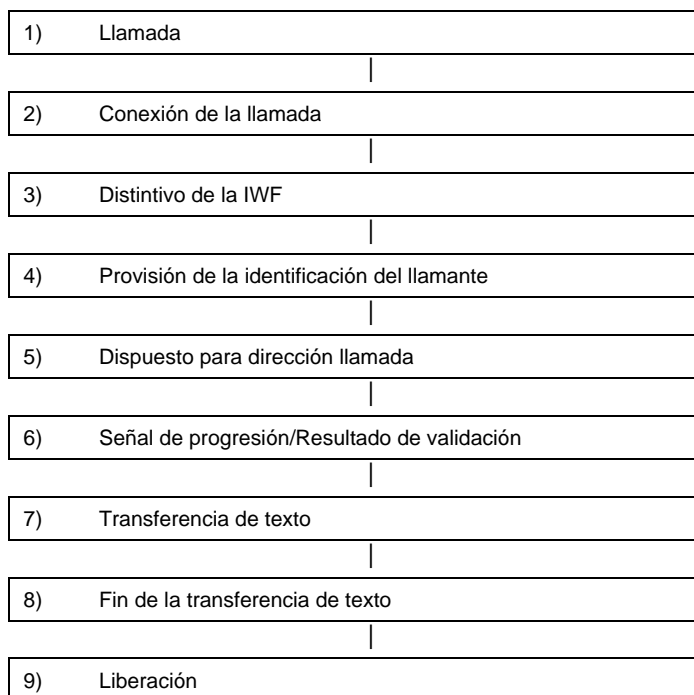 1) Llamada
2) Conexión de la llamada
3) Distintivo de la IWF
4) Provisión de la identificación del llamante
5) Dispuesto para dirección llamada
6) Señal de progresión/Resultado de validación
7) Transferencia de texto
8) Fin de la transferencia de texto
9) Liberación